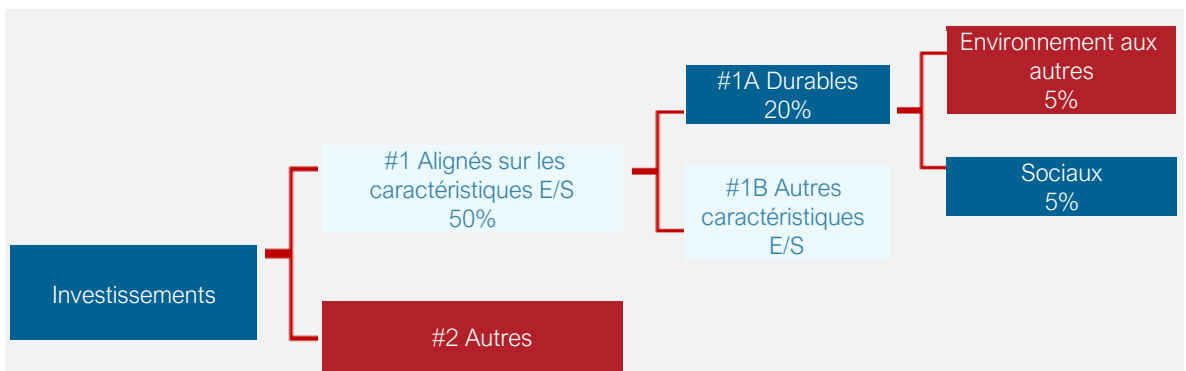 Investissements
#1 Alignés sur les
caractéristiques E/S
50%
#2 Autres
#1A Durables
20%
#1B Autres
caractéristiques
E/S
Environnement aux
autres
5%
Sociaux
5%